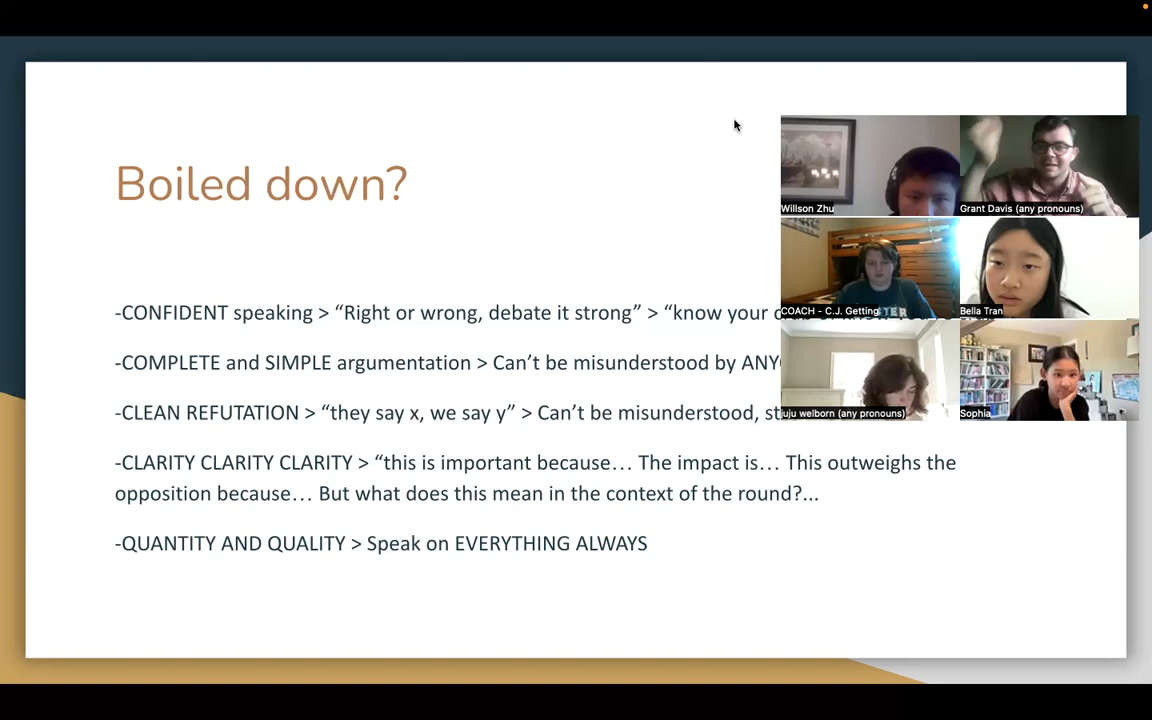 Boiled down?
-CONFIDENT speaking > “Right or wrong, debate it strong” > “know your
-COMPLETE and SIMPLE argumentation > Can’t be misunderstood by
-CLEAN REFUTATION > “they say x, we say y” > Can’t be misunderstood,
-CLARITY CLARITY CLARITY > “this is important because… The impact is… This outweighs the
opposition because… But what does this mean in the context of the round?...
-QUANTITY AND QUALITY > Speak on EVERYTHING ALWAYS
Willson Zhu
Grant Davis (any pronouns)
COACH - C.J. Getting
Bella Tran
welborn (any pronouns)
Sophia